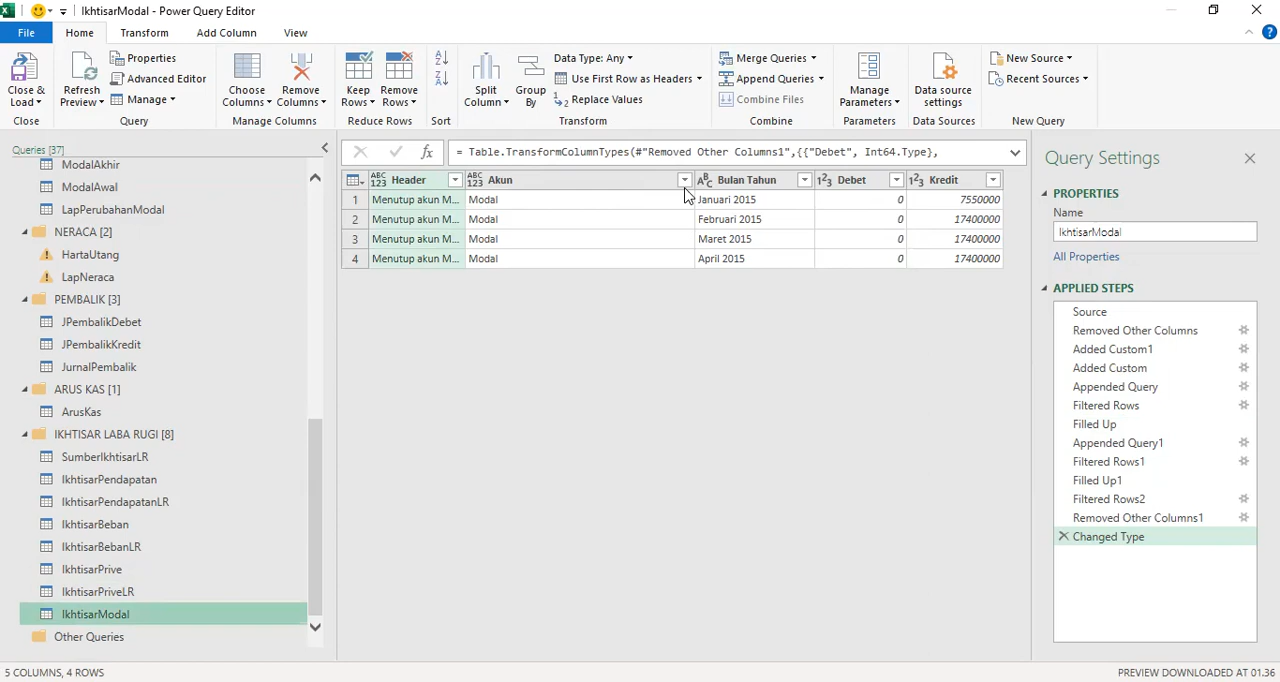 IkhtisarModal - Power Query Editor
File Home Transform Add Column View
Close & Load
Close
Refresh Preview
Properties
Advanced Editor
Manage
Query
Choose Columns
Remove Columns
Manage Columns
Keep Rows
Remove Rows
Reduce Rows
Sort
Split Column
Group By
Data Type: Any
Use First Row as Headers
Replace Values
Transform
Merge Queries
Append Queries
Combine Files
Combine
Manage Parameters
Parameters
Data source settings
Data Sources
New Source
Recent Sources
New Query
Queries [37]
ModalAkhir
ModalAwal
LapPerubahanModal
NERACA [2]
HartaUtang
LapNeraca
PEMBALIK [3]
JPembalikDebet
JPembalikKredit
JurnalPembalik
ARUS KAS [1]
ArusKas
IKHTISAR LABA RUGI [8]
SumberIkhtisarLR
IkhtisarPendapatan
IkhtisarPendapatanLR
IkhtisarBeban
IkhtisarBebanLR
IkhtisarPrive
IkhtisarPriveLR
IkhtisarModal
Other Queries
fx = Table.TransformColumnTypes(#"Removed Other Columns1",{{"Debet", Int64.Type},
ABC 123 Header ABC 123 Akun ABC Bulan Tahun 123 Debet 123 Kredit
1 Menutup akun M... Modal Januari 2015 0 7550000
2 Menutup akun M... Modal Februari 2015 0 17400000
3 Menutup akun M... Modal Maret 2015 0 17400000
4 Menutup akun M... Modal April 2015 0 17400000
Query Settings
PROPERTIES
Name
IkhtisarModal
All Properties
APPLIED STEPS
Source
Removed Other Columns
Added Custom1
Added Custom
Appended Query
Filtered Rows
Filled Up
Appended Query1
Filtered Rows1
Filled Up1
Filtered Rows2
Removed Other Columns1
Changed Type
5 COLUMNS, 4 ROWS
PREVIEW DOWNLOADED AT 01.36